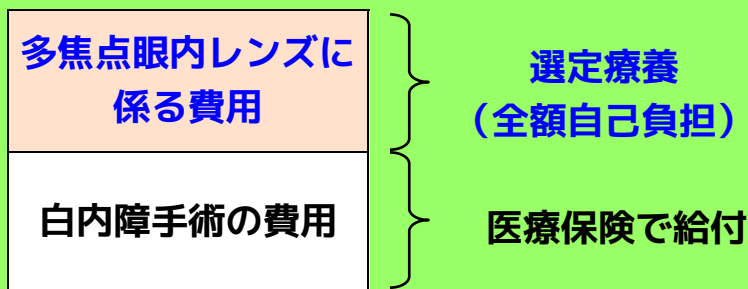 多焦点眼内レンズに
係る費用
選定療養
（全額自己負担）
白内障手術の費用
医療保険で給付